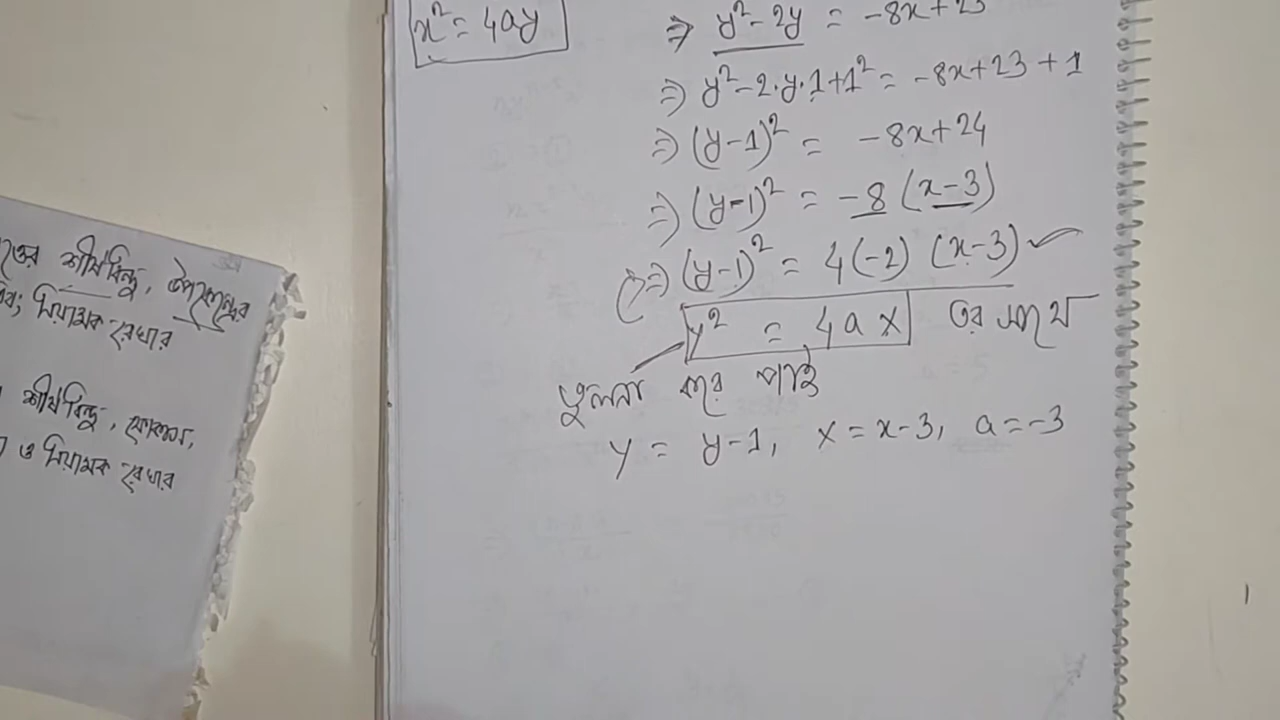 শীর্ষবিন্দু, উপকেন্দ্রের
নিয়ামক রেখার
শীর্ষবিন্দু, ফোকাস,
ও নিয়ামক রেখার
x² = 4ay
⇒ y² - 2y = -8x + 23
⇒ y² - 2·y·1 + 1² = -8x + 23 + 1
⇒ (y-1)² = -8x + 24
⇒ (y-1)² = -8 (x-3)
⇒ (y-1)² = 4(-2) (x-3) ✓
Y² = 4aX এর সাথে
তুলনা করে পাই
Y = y-1, X = x-3, a = -3